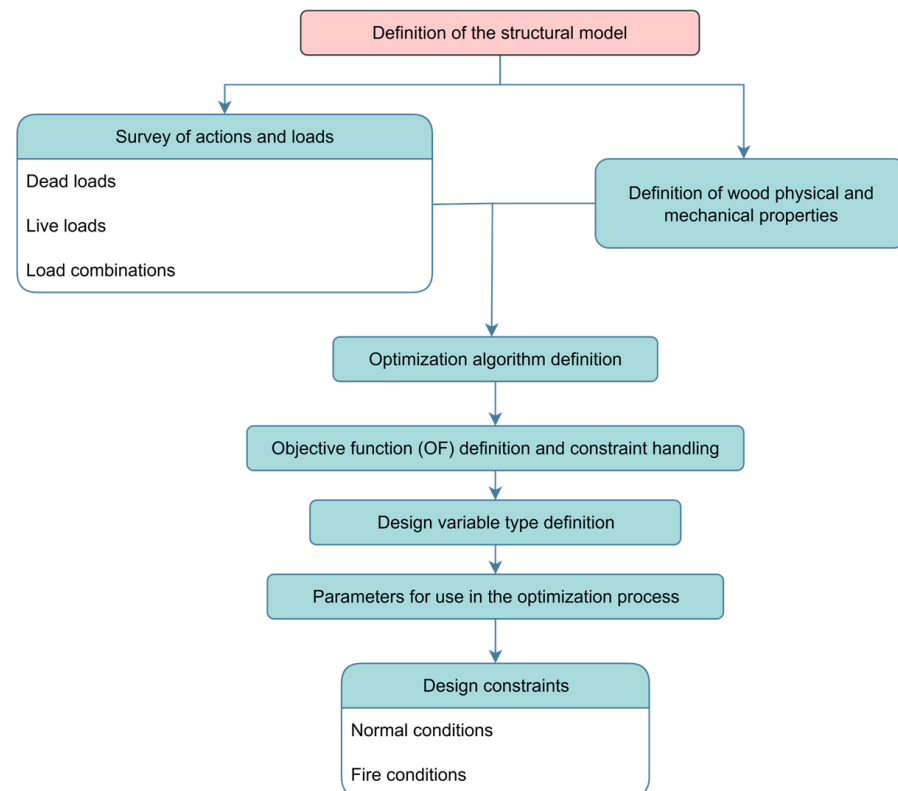 Definition of the structural model
Survey of actions and loads
Dead loads
Live loads
Load combinations
Definition of wood physical and
mechanical properties
Optimization algorithm definition
Objective function (OF) definition and constraint handling
Design variable type definition
Parameters for use in the optimization process
Design constraints
Normal conditions
Fire conditions